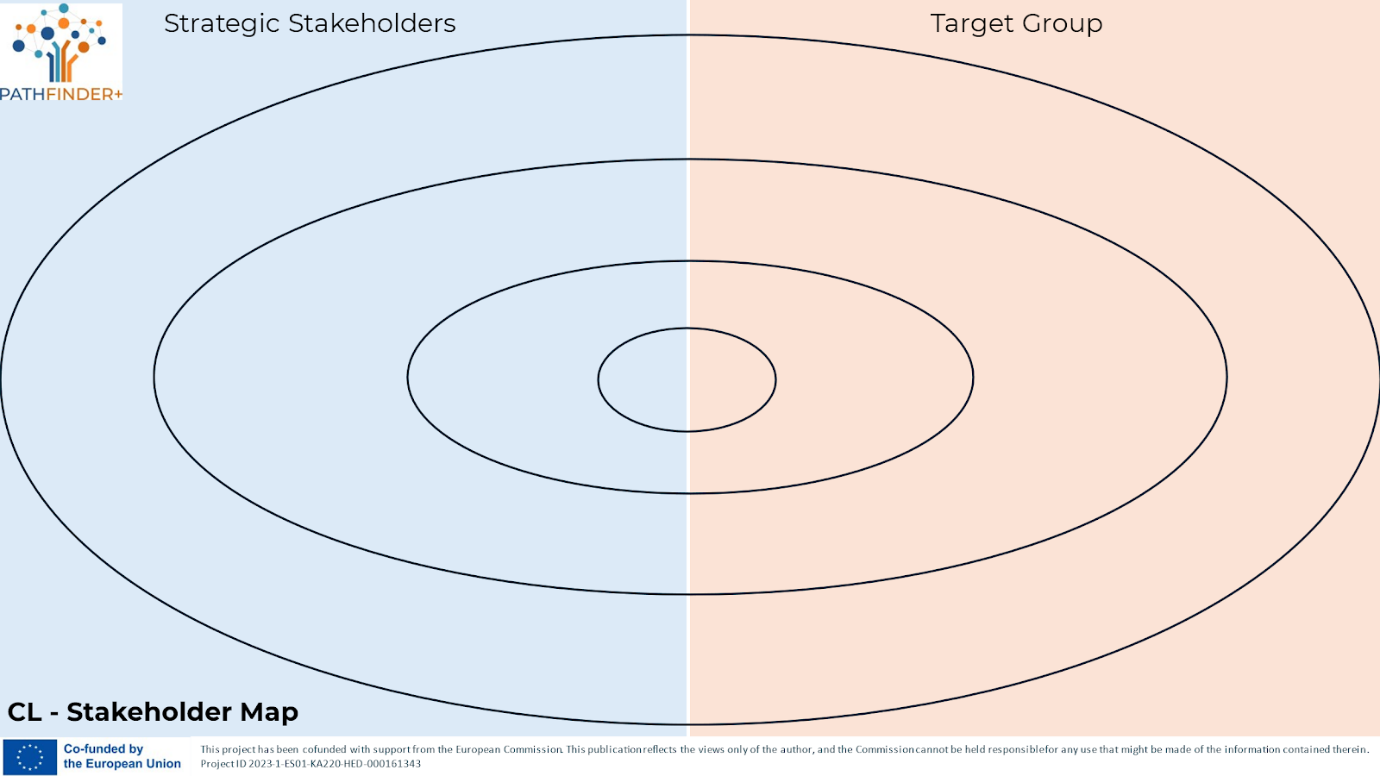 Strategic Stakeholders
Target Group
PATHFINDER+
CL - Stakeholder Map
Co-funded by
the European Union
This project has been cofunded with support from the European Commission. This publication reflects the views only of the author, and the Commission cannot be held responsible for any use that might be made of the information contained therein.
Project ID 2023-1-ES01-KA220-HED-000161343